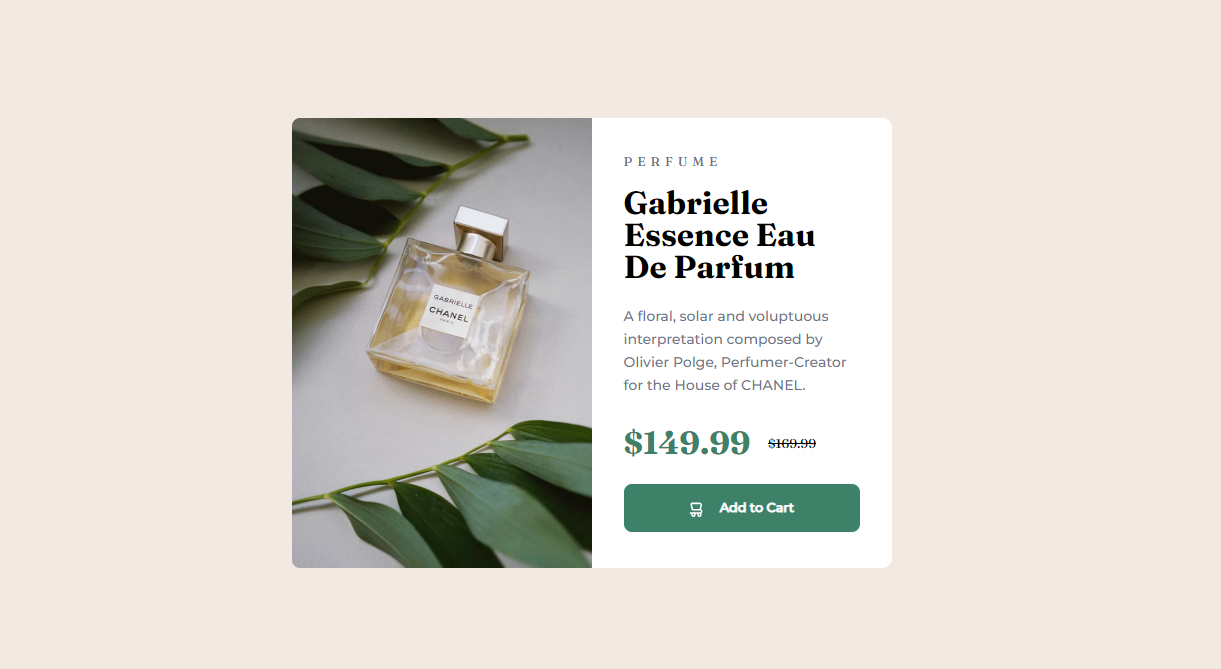 GABRIELLE
CHANEL
PARIS
PERFUME
Gabrielle
Essence Eau
De Parfum
A floral, solar and voluptuous
interpretation composed by
Olivier Polge, Perfumer-Creator
for the House of CHANEL.
$149.99 $169.99
Add to Cart